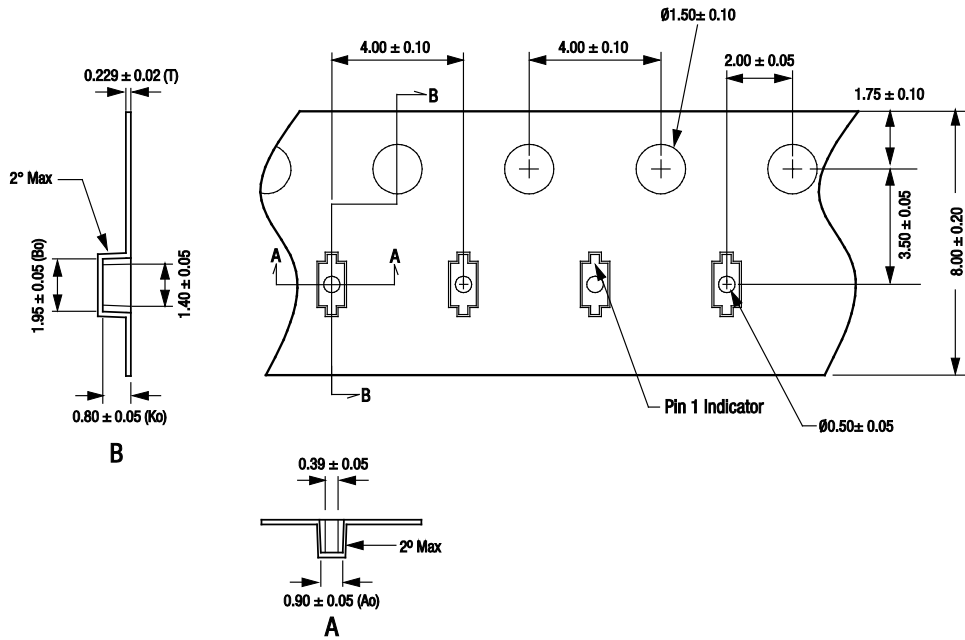 Ø1.50± 0.10
4.00 ± 0.10
4.00 ± 0.10
2.00 ± 0.05
0.229 ± 0.02 (T)
B
1.75 ± 0.10
2° Max
3.50 ± 0.05
8.00 ± 0.20
A
A
1.95 ± 0.05 (Bo)
1.40 ± 0.05
B
Pin 1 Indicator
0.80 ± 0.05 (Ko)
Ø0.50± 0.05
B
0.39 ± 0.05
2º Max
0.90 ± 0.05 (Ao)
A